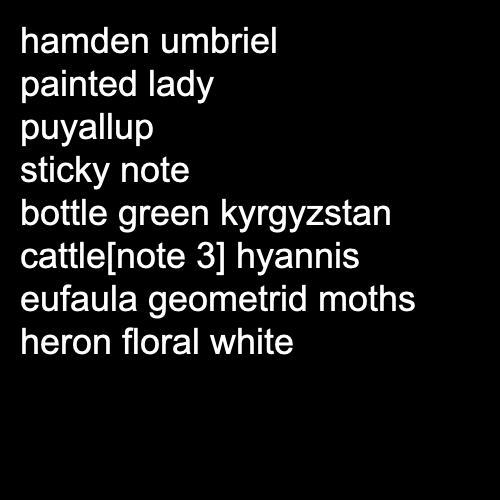 hamden umbriel
painted lady
puyallup
sticky note
bottle green kyrgyzstan
cattle[note 3] hyannis
eufaula geometrid moths
heron floral white